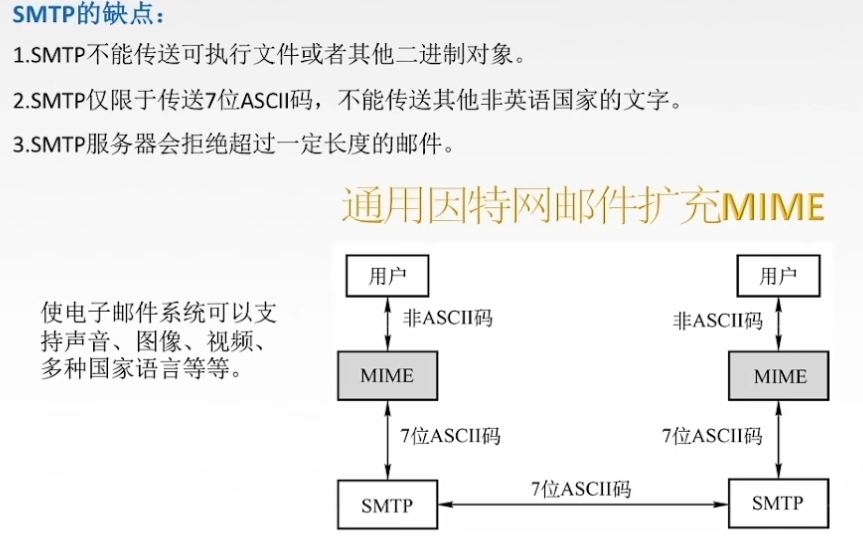 SMTP的缺点：
1.SMTP不能传送可执行文件或者其他二进制对象。
2.SMTP仅限于传送7位ASCII码，不能传送其他非英语国家的文字。
3.SMTP服务器会拒绝超过一定长度的邮件。
通用因特网邮件扩充MIME
使电子邮件系统可以支
持声音、图像、视频、
多种国家语言等等。
用户
用户
非ASCII码
非ASCII码
MIME
MIME
7位ASCII码
7位ASCII码
SMTP
7位ASCII码
SMTP